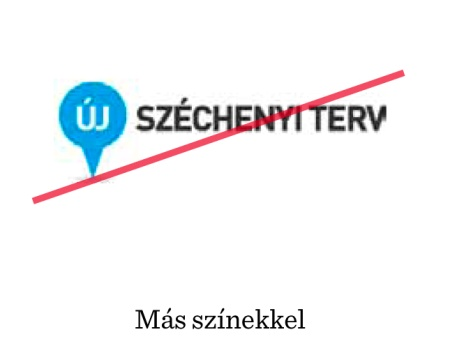 ÚJ SZÉCHENYI TERV
Más színekkel